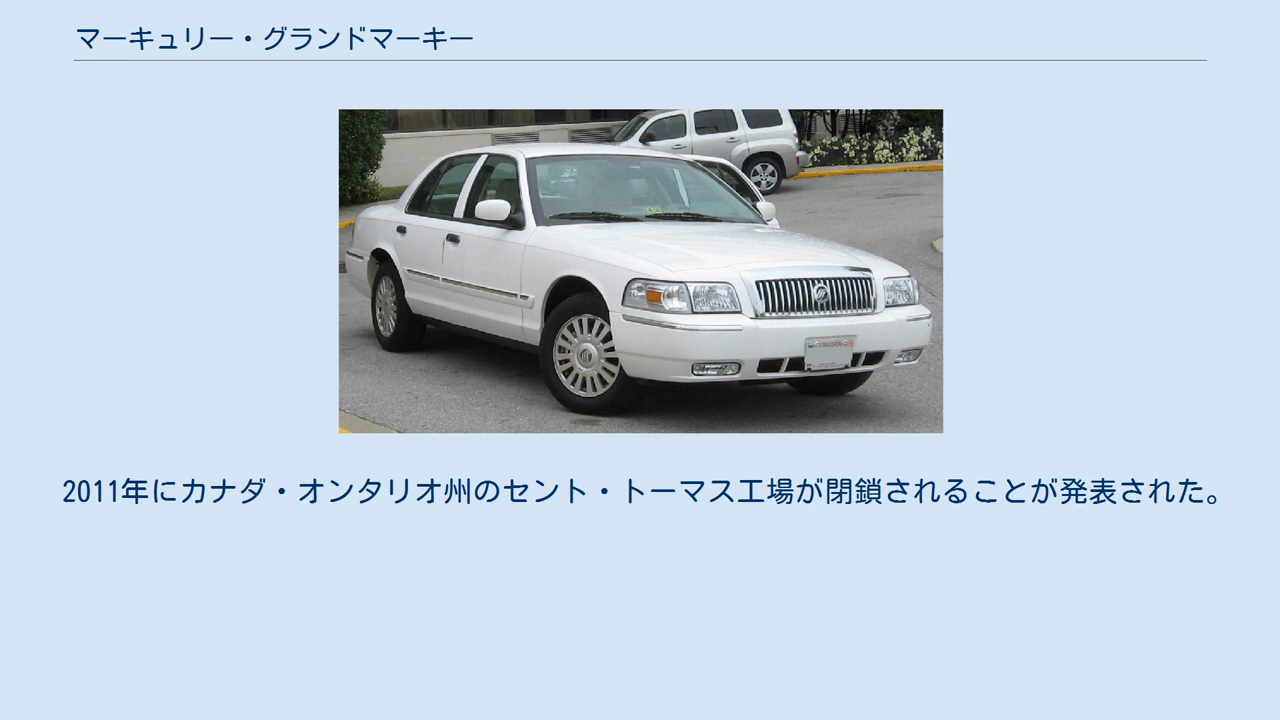 マーキュリー・グランドマーキー
2011年にカナダ・オンタリオ州のセント・トーマス工場が閉鎖されることが発表された。